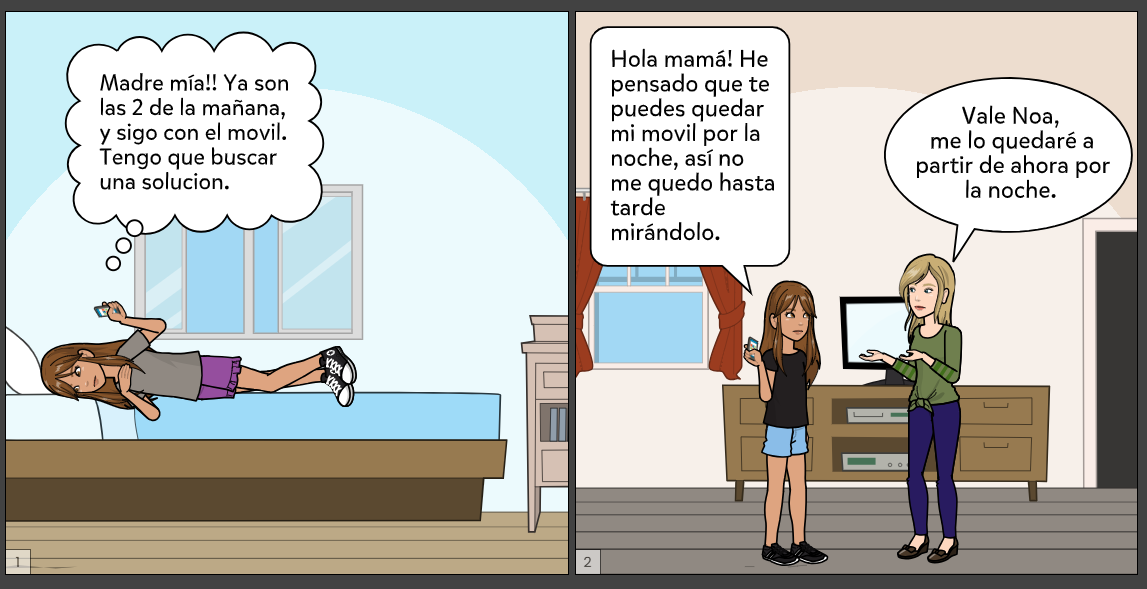 Madre mía!! Ya son
las 2 de la mañana,
y sigo con el movil.
Tengo que buscar
una solucion.
1
Hola mamá! He
pensado que te
puedes quedar
mi movil por la
noche, así no
me quedo hasta
tarde
mirándolo.
Vale Noa,
me lo quedaré a
partir de ahora por
la noche.
2